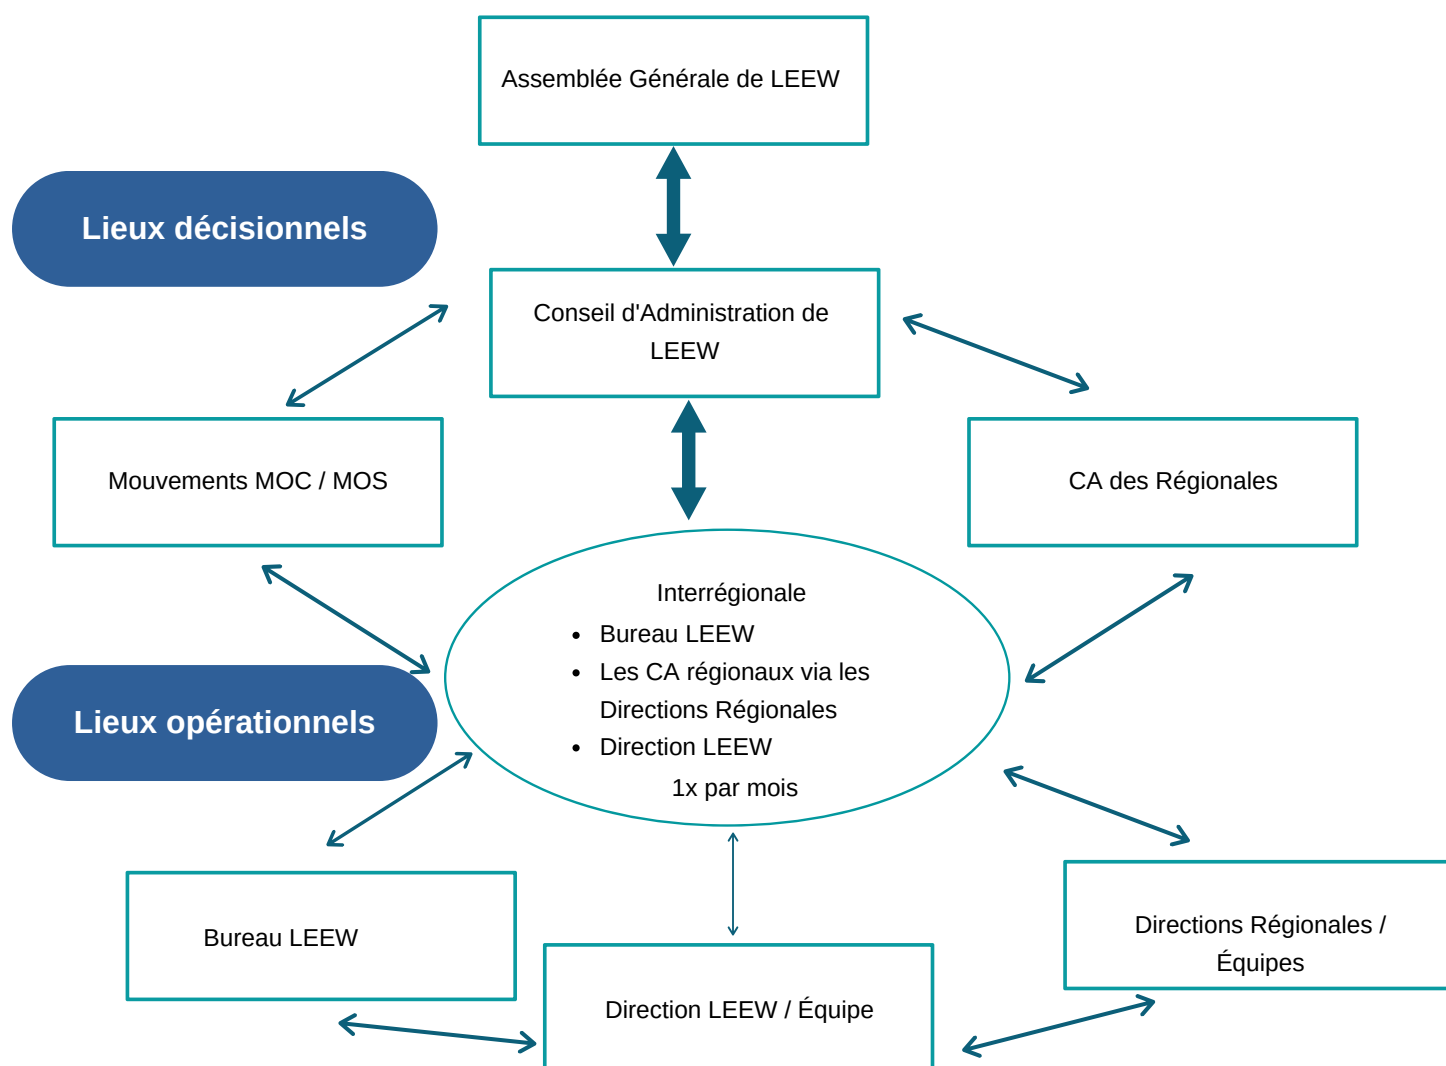 Assemblée Générale de LEEW
Lieux décisionnels
Conseil d'Administration de
LEEW
Mouvements MOC / MOS
CA des Régionales
Interrégionale
• Bureau LEEW
• Les CA régionaux via les
Directions Régionales
• Direction LEEW
1x par mois
Lieux opérationnels
Bureau LEEW
Directions Régionales /
Équipes
Direction LEEW / Équipe